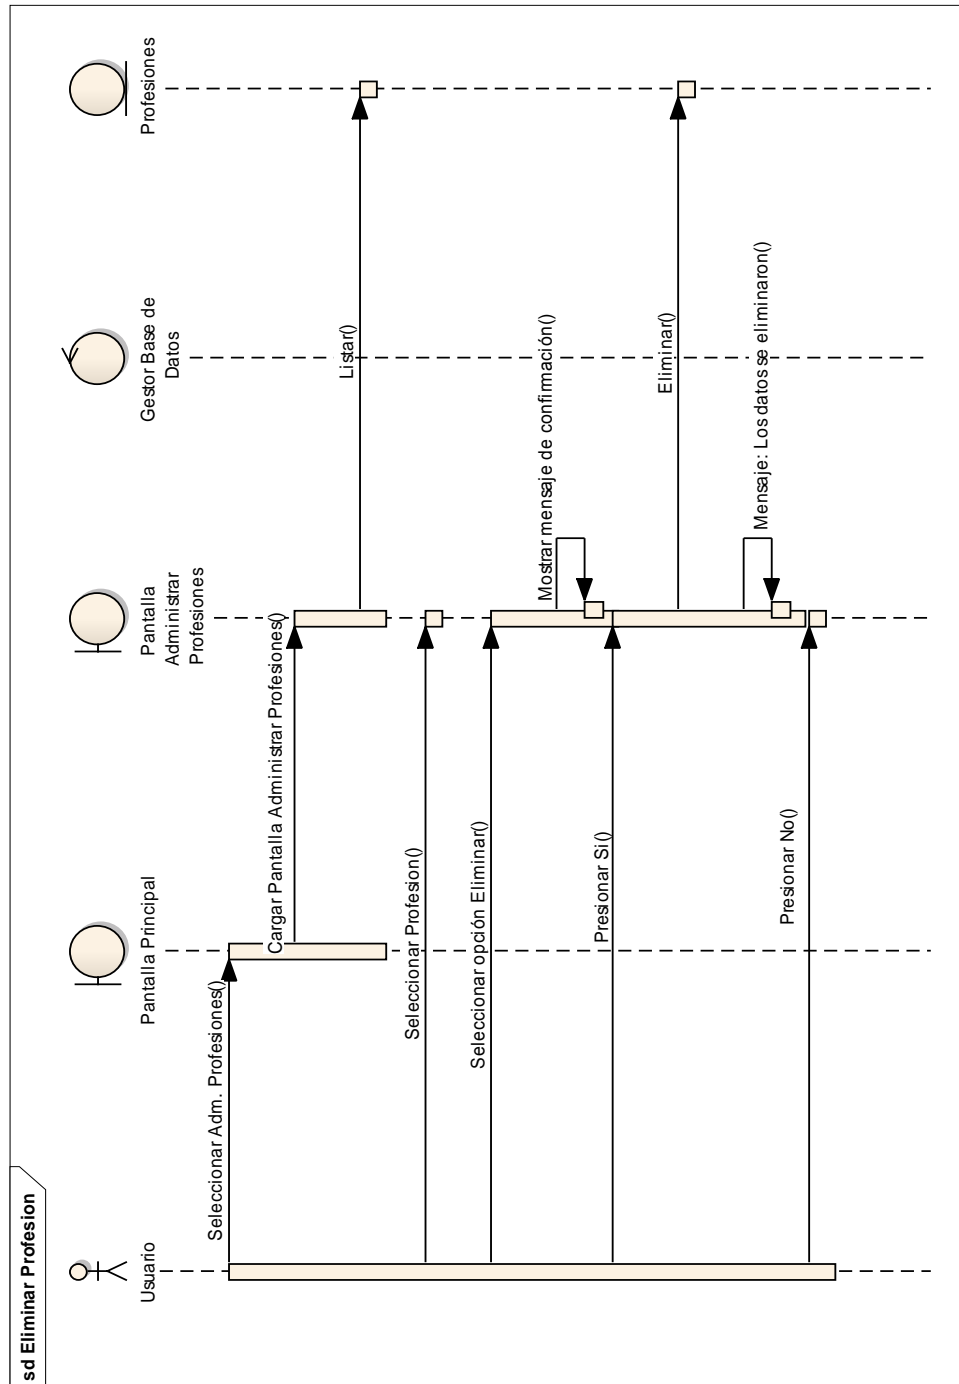 sd Eliminar Profesion
Usuario
Pantalla Principal
Pantalla
Administrar
Profesiones
Gestor Base de
Datos
Profesiones
Seleccionar Adm. Profesiones()
Cargar Pantalla Administrar Profesiones()
Listar()
Seleccionar Profesion()
Seleccionar opción Eliminar()
Mostrar mensaje de confirmación()
Presionar Si()
Eliminar()
Mensaje: Los datos se eliminaron()
Presionar No()